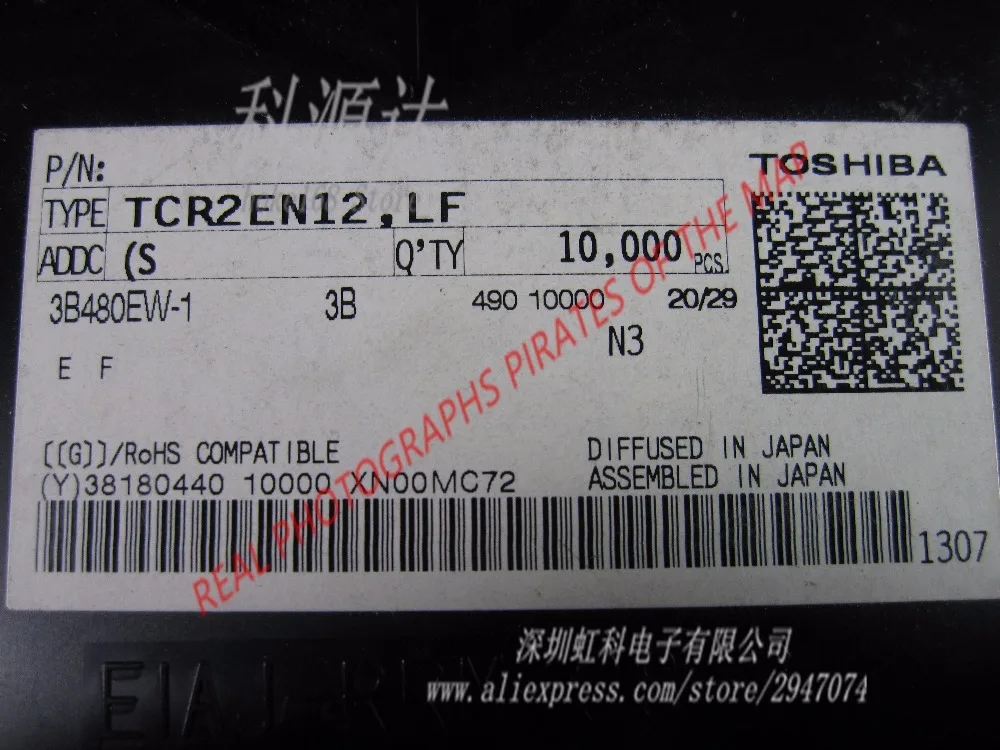 科源达
P/N:
TOSHIBA
TYPE TCR2EN12,LF
ADDC (S Q'TY 10,000 PCS.
3B480EW-1 3B 490 10000 20/29
N3
E F
REAL PHOTOGRAPHS PIRATES OF THE MAP
[[G]]/RoHS COMPATIBLE
DIFFUSED IN JAPAN
(Y)38180440 10000 XN00MC72
ASSEMBLED IN JAPAN
1307
深圳虹科电子有限公司
www.aliexpress.com/store/2947074
EIAJ